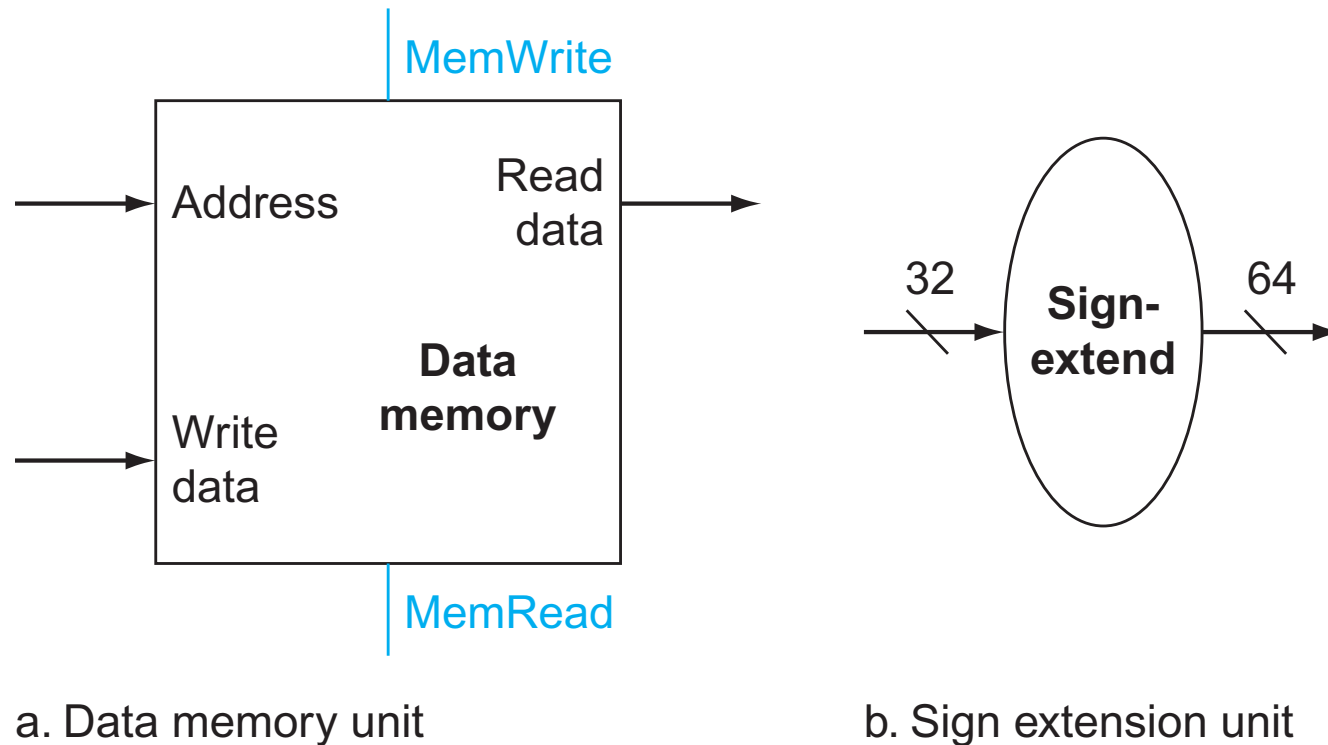 MemWrite
Address
Read
data
Data
memory
Write
data
MemRead
32
Sign-
extend
64
a. Data memory unit
b. Sign extension unit